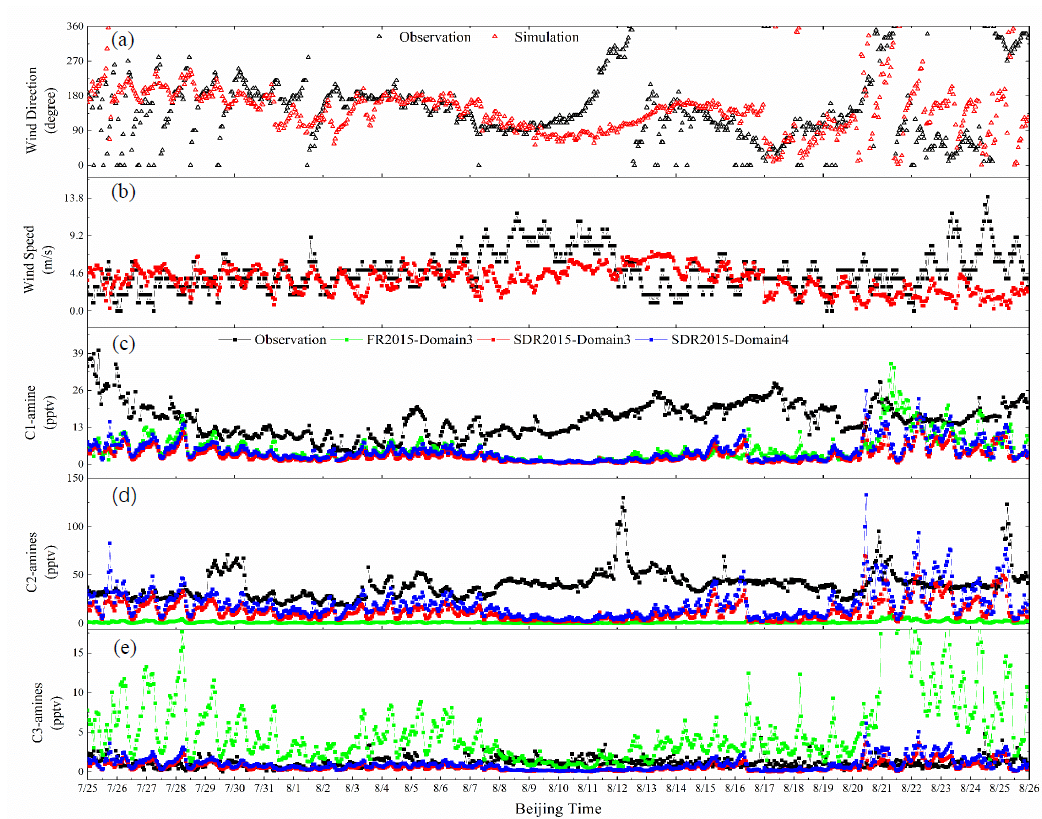 (a)
Observation Simulation
360
270
180
90
0
Wind Direction
(degree)
(b)
13.8
9.2
4.6
0.0
Wind Speed
(m/s)
(c)
Observation FR2015-Domain3 SDR2015-Domain3 SDR2015-Domain4
39
26
13
0
C1-amine
(pptv)
(d)
150
100
50
0
C2-amines
(pptv)
(e)
15
10
5
0
C3-amines
(pptv)
7/25 7/26 7/27 7/28 7/29 7/30 7/31 8/1 8/2 8/3 8/4 8/5 8/6 8/7 8/8 8/9 8/10 8/11 8/12 8/13 8/14 8/15 8/16 8/17 8/18 8/19 8/20 8/21 8/22 8/23 8/24 8/25 8/26
Beijing Time